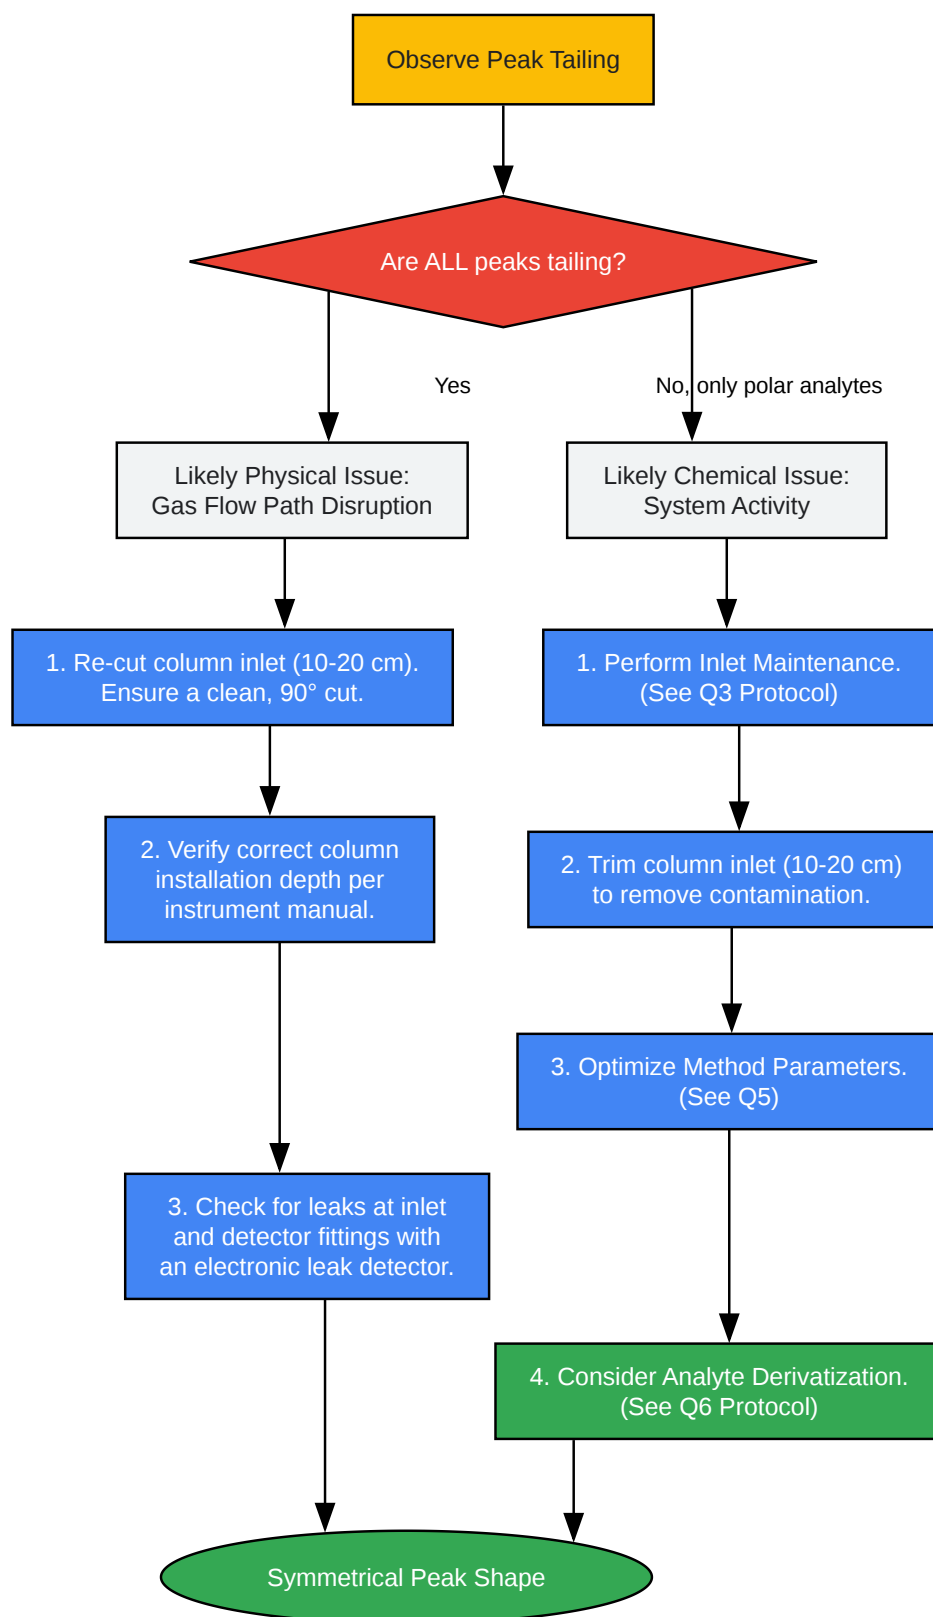 Observe Peak Tailing
Are ALL peaks tailing?
Yes
No, only polar analytes
Likely Physical Issue:
Gas Flow Path Disruption
Likely Chemical Issue:
System Activity
1. Re-cut column inlet (10-20 cm).
Ensure a clean, 90° cut.
1. Perform Inlet Maintenance.
(See Q3 Protocol)
2. Verify correct column
installation depth per
instrument manual.
2. Trim column inlet (10-20 cm)
to remove contamination.
3. Optimize Method Parameters.
(See Q5)
3. Check for leaks at inlet
and detector fittings with
an electronic leak detector.
4. Consider Analyte Derivatization.
(See Q6 Protocol)
Symmetrical Peak Shape